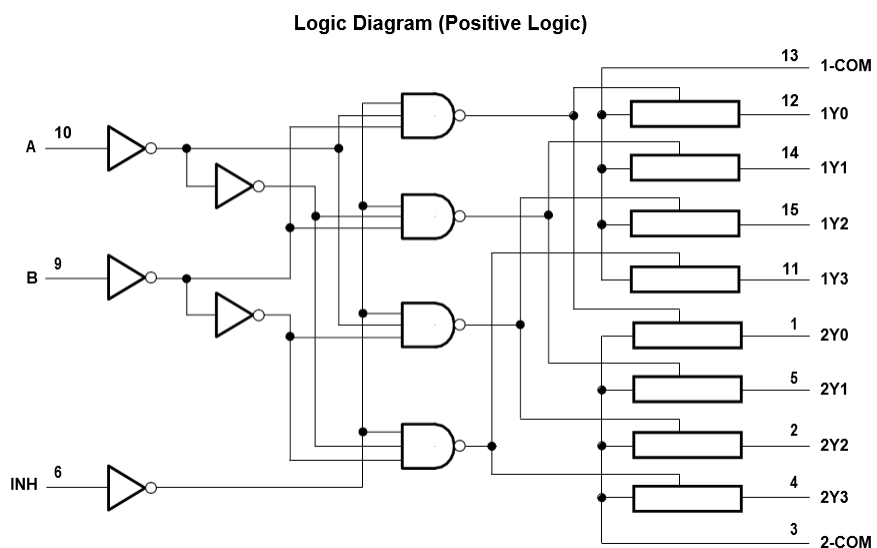 Logic Diagram (Positive Logic)
13 1-COM
12 1Y0
A 10
14 1Y1
15 1Y2
B 9
11 1Y3
1 2Y0
5 2Y1
2 2Y2
INH 6
4 2Y3
3 2-COM